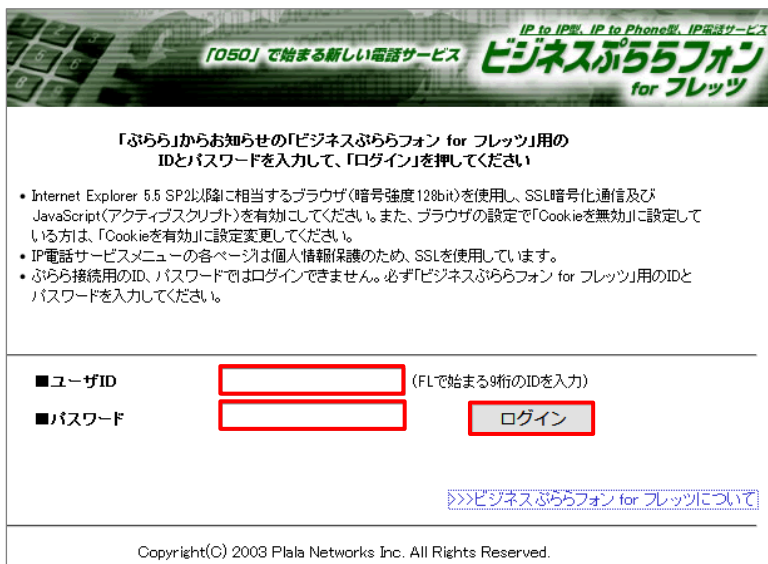 IP to IP型、IP to Phone型、IP電話サービス
「050」で始まる新しい電話サービス
ビジネスぷららフォン
for フレッツ
「ぷらら」からお知らせの「ビジネスぷららフォン for フレッツ」用の
IDとパスワードを入力して、「ログイン」を押してください
• Internet Explorer 5.5 SP2以降に相当するブラウザ(暗号強度128bit)を使用し、SSL暗号化通信及び
JavaScript(アクティブスクリプト)を有効にしてください。また、ブラウザの設定で「Cookieを無効」に設定して
いる方は、「Cookieを有効」に設定変更してください。
• IP電話サービスメニューの各ページは個人情報保護のため、SSLを使用しています。
• ぷらら接続用のID、パスワードではログインできません。必ず「ビジネスぷららフォン for フレッツ」用のIDと
パスワードを入力してください。
■ユーザID (FLで始まる9桁のIDを入力)
■パスワード ログイン
>>>ビジネスぷららフォン for フレッツについて
Copyright(C) 2003 Plala Networks Inc. All Rights Reserved.